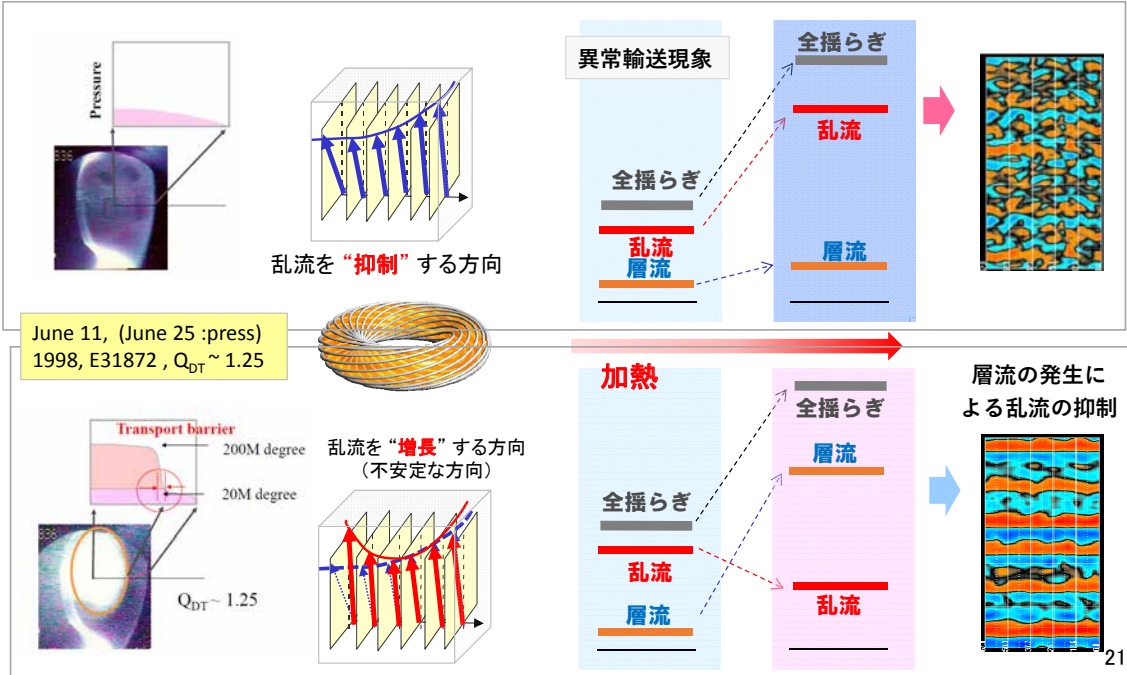 Pressure
836
異常輸送現象
全揺らぎ
乱流
層流
全揺らぎ
乱流
層流
乱流を “抑制” する方向
June 11, (June 25 :press)
1998, E31872 , QDT ~ 1.25
加熱
Transport barrier
200M degree
20M degree
836
QDT ~ 1.25
乱流を “増長” する方向
（不安定な方向）
全揺らぎ
乱流
層流
全揺らぎ
層流
乱流
層流の発生に
よる乱流の抑制
21